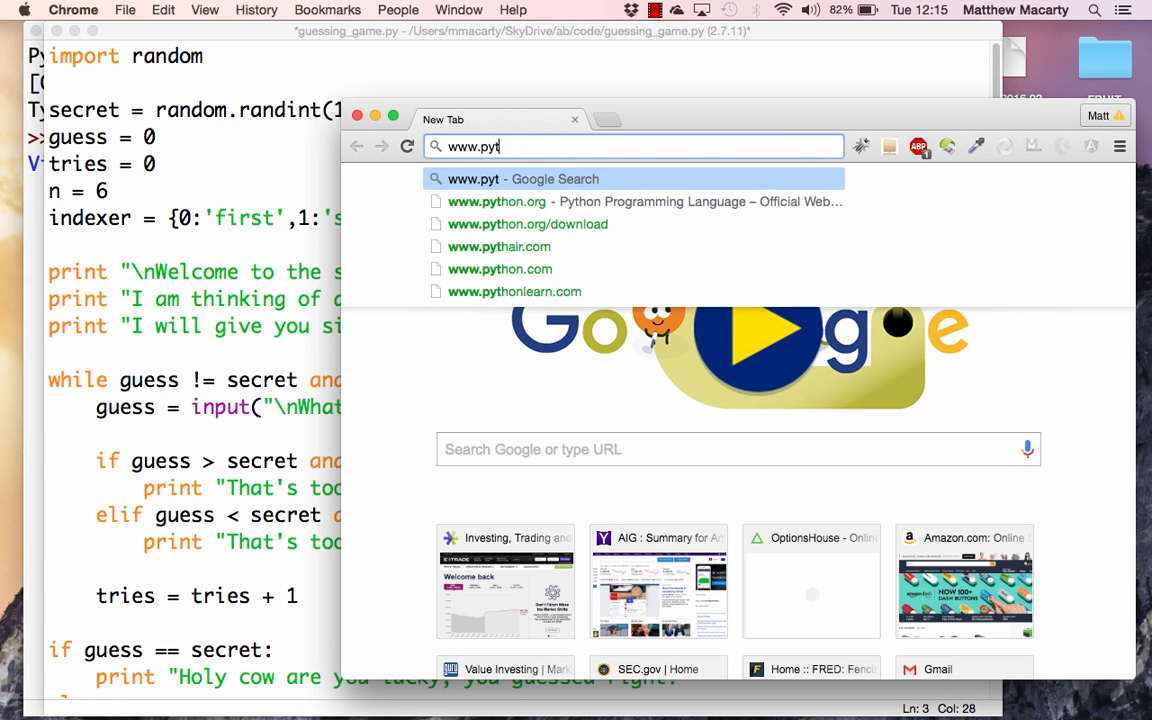 Chrome File Edit View History Bookmarks People Window Help 82% Tue 12:15 Matthew Macarty
*guessing_game.py - /Users/mmacarty/SkyDrive/ab/code/guessing_game.py (2.7.11)*
import random
secret = random.randint(1
guess = 0
tries = 0
n = 6
indexer = {0:'first',1:'s
print "\nWelcome to the s
print "I am thinking of a
print "I will give you si
while guess != secret and
guess = input("\nWhat
if guess > secret and
print "That's too
elif guess < secret a
print "That's too
tries = tries + 1
if guess == secret:
print "Holy cow are you lucky, you guessed right!"
Ln: 3 Col: 28
New Tab
Matt
www.pyt
ABP
1
www.pyt - Google Search
www.python.org - Python Programming Language – Official Web...
www.python.org/download
www.pythair.com
www.python.com
www.pythonlearn.com
Google
Search Google or type URL
Investing, Trading and
AIG : Summary for Am
OptionsHouse - Onlin
Amazon.com: Online
E*TRADE
Welcome back
NOW 100+
DASH BUTTONS
Value Investing | Mark
SEC.gov | Home
Home :: FRED: Fencin
Gmail